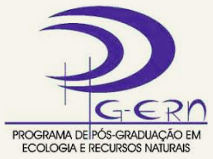 PPG-ERN
PROGRAMA DE PÓS-GRADUAÇÃO EM
ECOLOGIA E RECURSOS NATURAIS